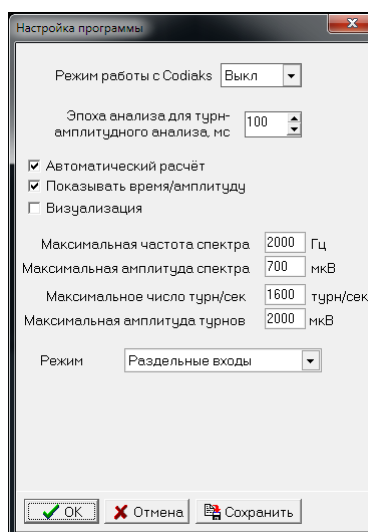 Настройка программы
Режим работы с Codiaks Выкл
Эпоха анализа для турн-
амплитудного анализа, мс 100
Автоматический расчёт
Показывать время/амплитуду
Визуализация
Максимальная частота спектра 2000 Гц
Максимальная амплитуда спектра 700 мкВ
Максимальное число турн/сек 1600 турн/сек
Максимальная амплитуда турнов 2000 мкВ
Режим Раздельные входы
OK Отмена Сохранить